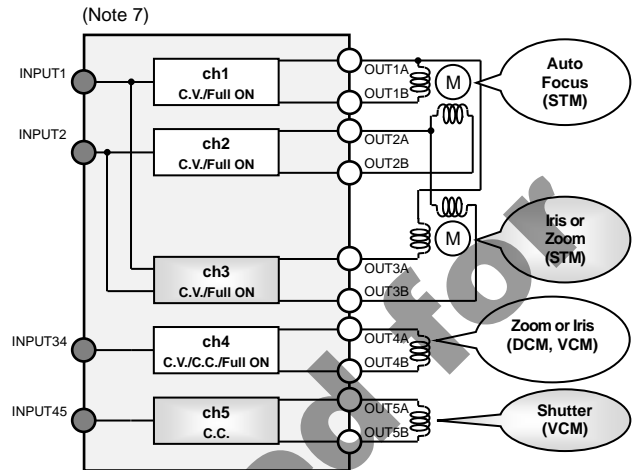 (Note 7)
INPUT1
ch1
C.V./Full ON
OUT1A
OUT1B
M
Auto
Focus
(STM)
INPUT2
ch2
C.V./Full ON
OUT2A
OUT2B
ch3
C.V./Full ON
OUT3A
OUT3B
M
Iris or
Zoom
(STM)
INPUT34
ch4
C.V./C.C./Full ON
OUT4A
OUT4B
Zoom or Iris
(DCM, VCM)
INPUT45
ch5
C.C.
OUT5A
OUT5B
Shutter
(VCM)
d for